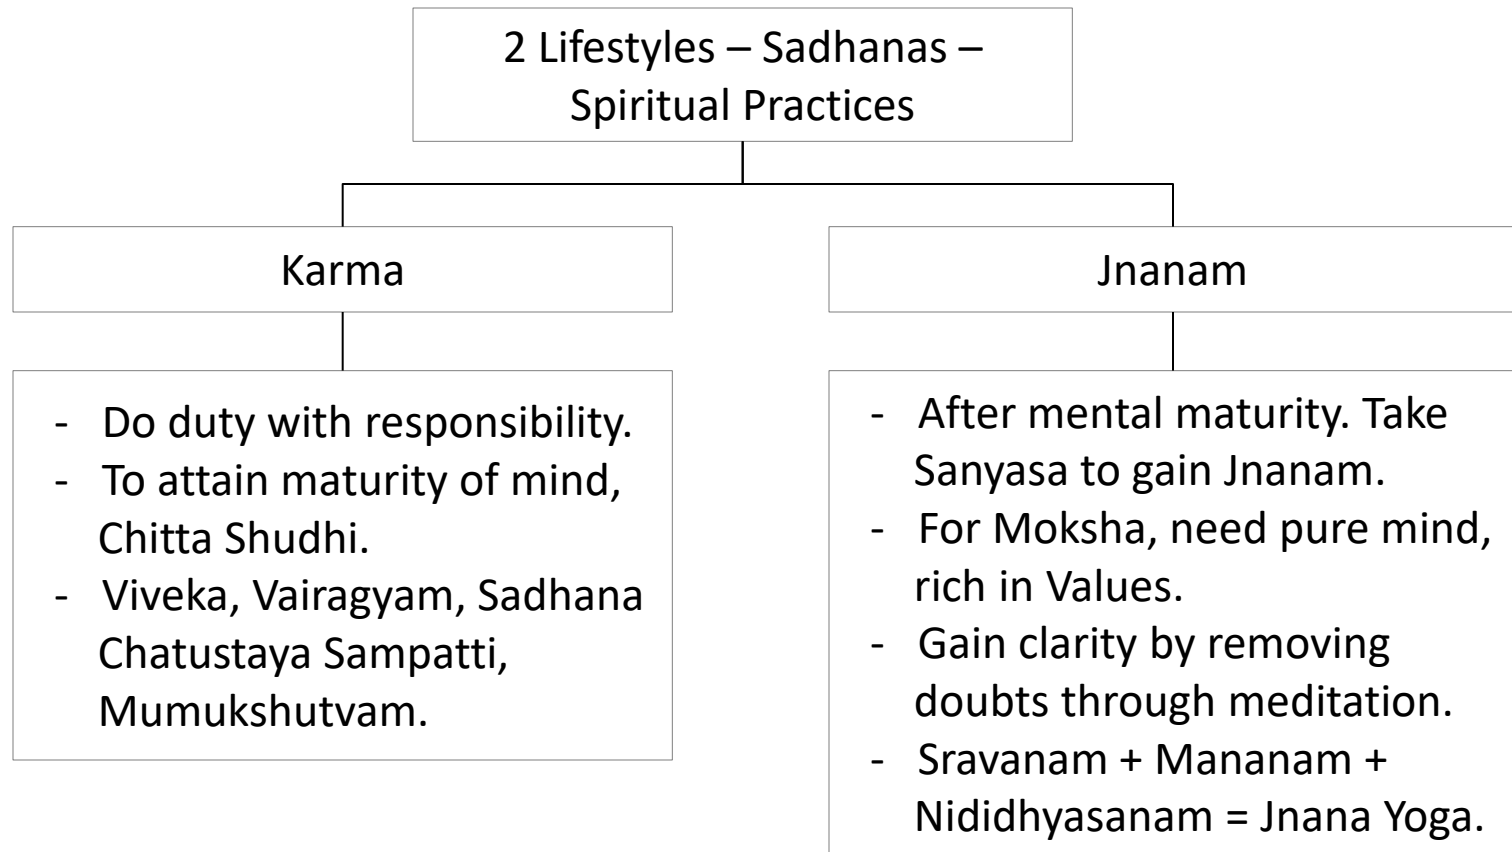 2 Lifestyles – Sadhanas –
Spiritual Practices
Karma
Jnanam
- Do duty with responsibility.
- To attain maturity of mind,
Chitta Shudhi.
- Viveka, Vairagyam, Sadhana
Chatustaya Sampatti,
Mumukshutvam.
- After mental maturity. Take
Sanyasa to gain Jnanam.
- For Moksha, need pure mind,
rich in Values.
- Gain clarity by removing
doubts through meditation.
- Sravanam + Mananam +
Nididhyasanam = Jnana Yoga.